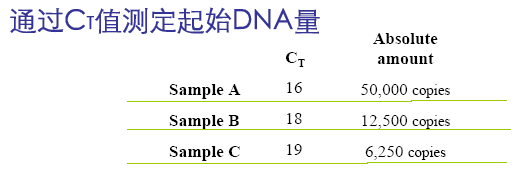 通过CT值测定起始DNA量
CT Absolute amount
Sample A 16 50,000 copies
Sample B 18 12,500 copies
Sample C 19 6,250 copies